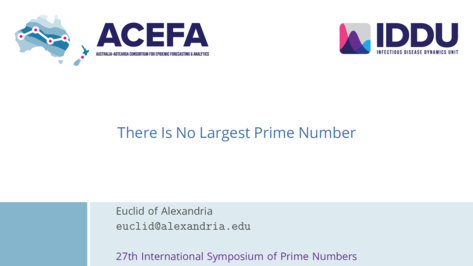 ACEFA
AUSTRALIA-AOTEAROA CONSORTIUM FOR EPIDEMIC FORECASTING & ANALYTICS
IDDU
INFECTIOUS DISEASE DYNAMICS UNIT
There Is No Largest Prime Number
Euclid of Alexandria
euclid@alexandria.edu
27th International Symposium of Prime Numbers